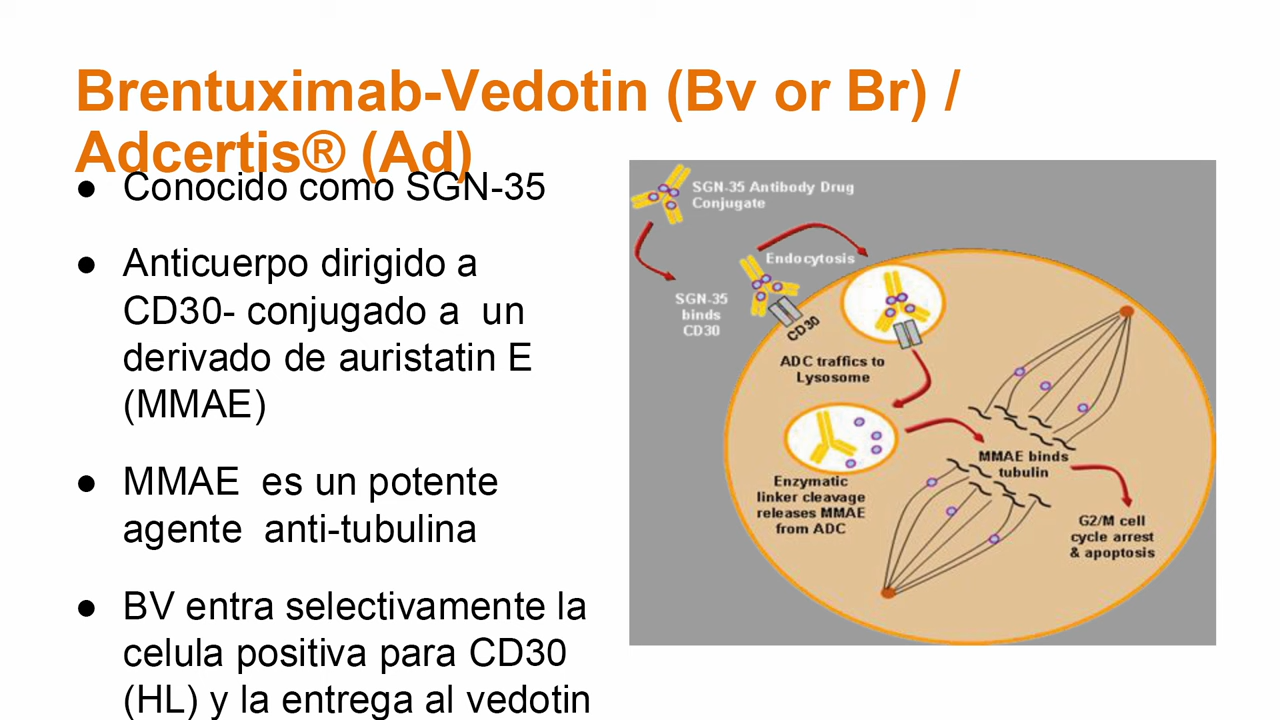 Brentuximab-Vedotin (Bv or Br) /
Adcertis® (Ad)
● Conocido como SGN-35
● Anticuerpo dirigido a
CD30- conjugado a  un
derivado de auristatin E
(MMAE)
● MMAE  es un potente
agente  anti-tubulina
● BV entra selectivamente la
celula positiva para CD30
(HL) y la entrega al vedotin
SGN-35 Antibody Drug
Conjugate
Endocytosis
SGN-35
binds
CD30
CD30
ADC traffics to
Lysosome
MMAE binds
tubulin
Enzymatic
linker cleavage
releases MMAE
from ADC
G2/M cell
cycle arrest
& apoptosis